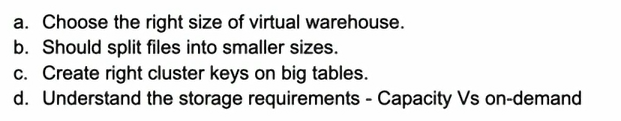 a. Choose the right size of virtual warehouse.
b. Should split files into smaller sizes.
c. Create right cluster keys on big tables.
d. Understand the storage requirements - Capacity Vs on-demand